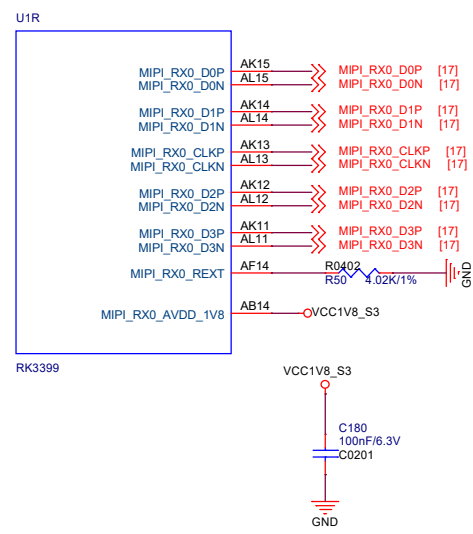 U1R
MIPI_RX0_D0P AK15 MIPI_RX0_D0P [17]
MIPI_RX0_D0N AL15 MIPI_RX0_D0N [17]
MIPI_RX0_D1P AK14 MIPI_RX0_D1P [17]
MIPI_RX0_D1N AL14 MIPI_RX0_D1N [17]
MIPI_RX0_CLKP AK13 MIPI_RX0_CLKP [17]
MIPI_RX0_CLKN AL13 MIPI_RX0_CLKN [17]
MIPI_RX0_D2P AK12 MIPI_RX0_D2P [17]
MIPI_RX0_D2N AL12 MIPI_RX0_D2N [17]
MIPI_RX0_D3P AK11 MIPI_RX0_D3P [17]
MIPI_RX0_D3N AL11 MIPI_RX0_D3N [17]
MIPI_RX0_REXT AF14 R0402
R50 4.02K/1%
GND
MIPI_RX0_AVDD_1V8 AB14 VCC1V8_S3
RK3399
VCC1V8_S3
C180
100nF/6.3V
C0201
GND